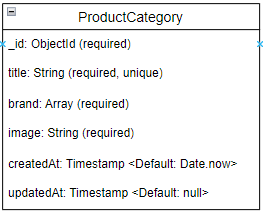 ProductCategory
_id: ObjectId (required)
title: String (required, unique)
brand: Array (required)
image: String (required)
createdAt: Timestamp <Default: Date.now>
updatedAt: Timestamp <Default: null>